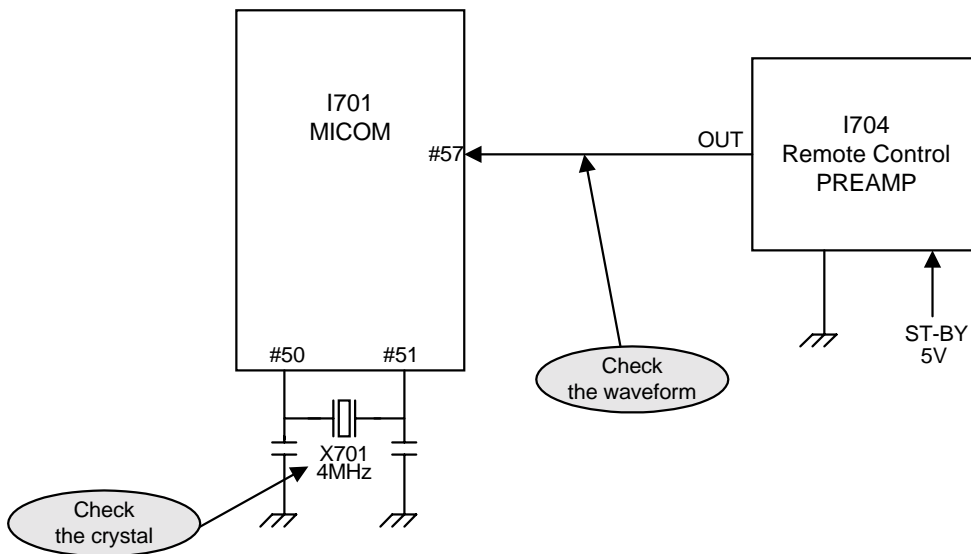 I701
MICOM
#57
OUT
I704
Remote Control
PREAMP
ST-BY
5V
#50
#51
X701
4MHz
Check
the waveform
Check
the crystal